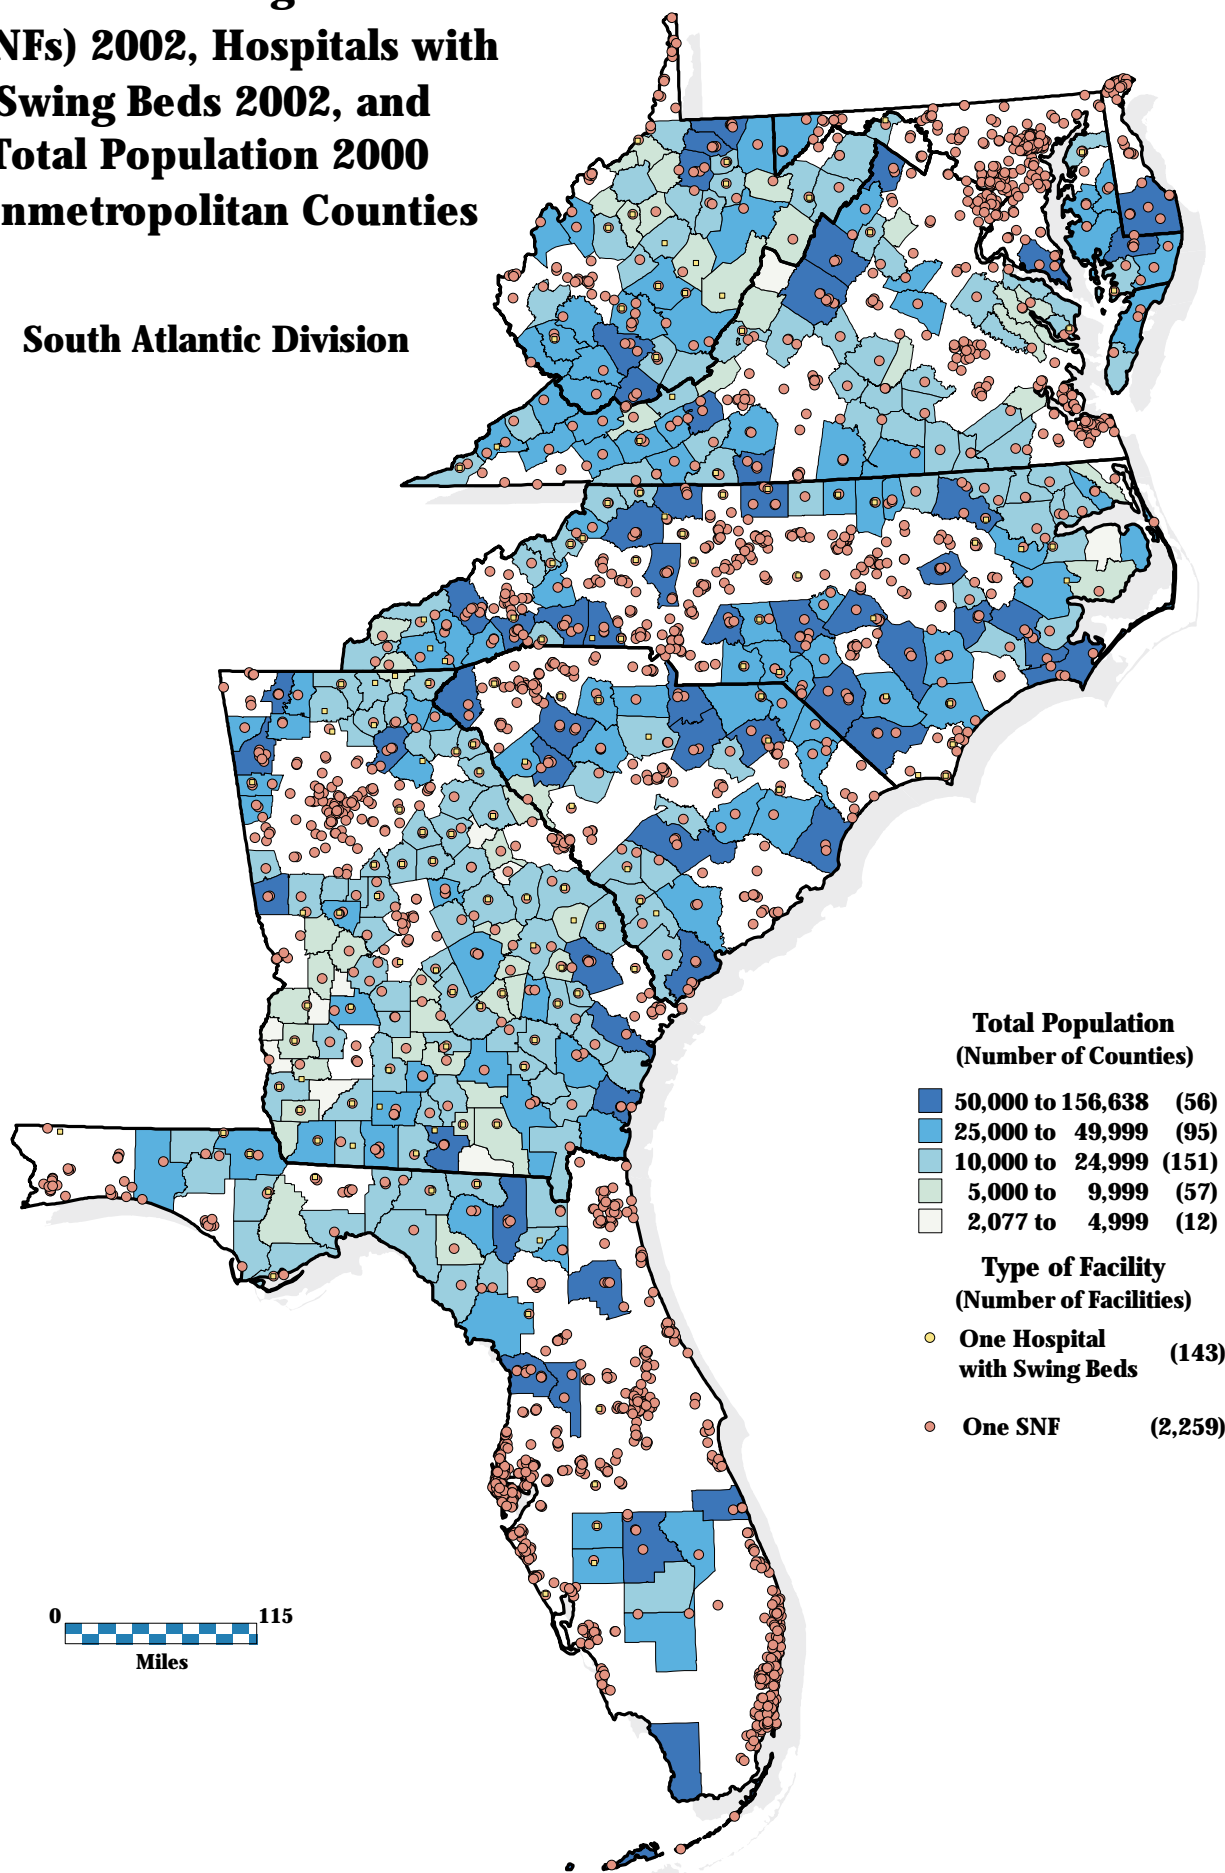 NFs) 2002, Hospitals with
Swing Beds 2002, and
Total Population 2000
nmetropolitan Counties
South Atlantic Division
Total Population
(Number of Counties)
50,000 to 156,638 (56)
25,000 to 49,999 (95)
10,000 to 24,999 (151)
5,000 to 9,999 (57)
2,077 to 4,999 (12)
Type of Facility
(Number of Facilities)
One Hospital
with Swing Beds (143)
One SNF (2,259)
0 115
Miles